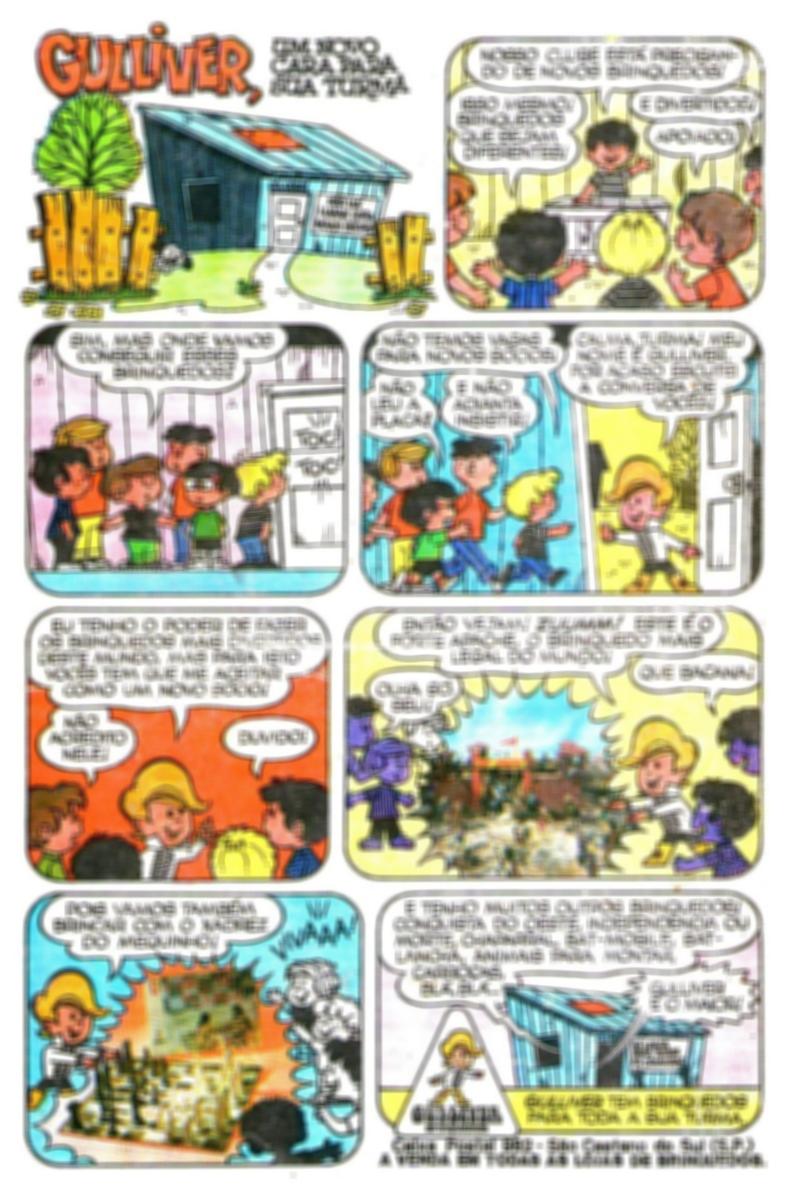 GULLIVER,
UM NOVO
CARA PARA
SUA TURMA
NOSSO CLUBE ESTÁ PRECISAN-
DO DE NOVOS BRINQUEDOS!
ISSO MESMO!
BRINQUEDOS
QUE SEJAM
DIFERENTES!
E DIVERTIDOS!
APOIADO!
SIM, MAS ONDE VAMOS
CONSEGUIR ESSES
BRINQUEDOS?
TOC!
TOC!
NÃO TEMOS VAGAS
PARA NOVOS SÓCIOS!
NÃO
LEU A
PLACA?
E NÃO
ADIANTA
INSISTIR!
CALMA, TURMA! MEU
NOME É GULLIVER.
POR ACASO ESCUTEI
A CONVERSA DE
VOCÊS!
EU TENHO O PODER DE FAZER
OS BRINQUEDOS MAIS DIVERTIDOS
DESTE MUNDO. MAS PARA ISTO
VOCÊS TEM QUE ME ACEITAR
COMO UM NOVO SÓCIO!
NÃO
ACREDITO
NELE!
DUVIDO!
ENTÃO VEJAM! ZUUMMM! ESTE É O
FORTE APACHE, O BRINQUEDO MAIS
LEGAL DO MUNDO!
OLHA SÓ
SEU!
QUE BACANA!
POIS VAMOS TAMBÉM
BRINCAR COM O XADREZ
DO MEQUINHO!
VIVAAA!
E TENHO MUITOS OUTROS BRINQUEDOS!
CONQUISTA DO OESTE, INDEPENDÊNCIA OU
MORTE, CHAPARRAL, BAT-MOBILE, BAT-
LANCHA, ANIMAIS PARA MONTAR,
CARROÇAS,
BLÁ, BLÁ...
GULLIVER
É O MAIOR!
GULLIVER
GULLIVER TEM BRINQUEDOS
PARA TODA A SUA TURMA.
Caixa Postal 982 - São Caetano do Sul (S.P.)
A VENDA EM TODAS AS LOJAS DE BRINQUEDOS.